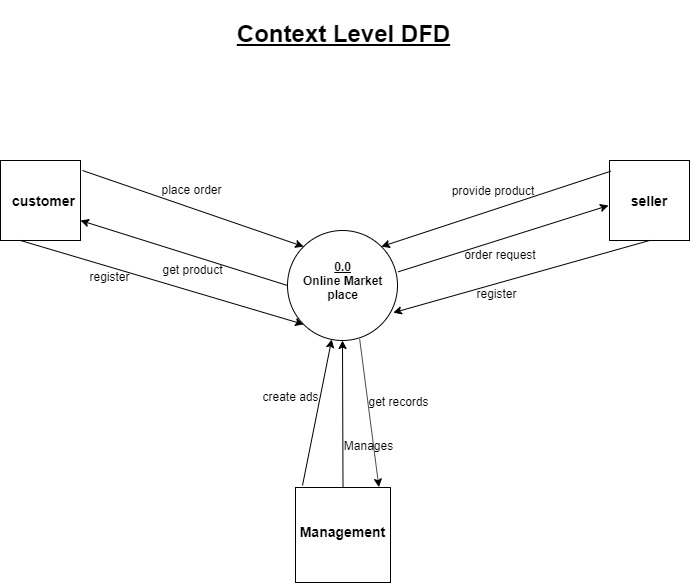 Context Level DFD
place order
provide product
customer
seller
order request
get product
0.0
Online Market
place
register
register
create ads
get records
Manages
Management